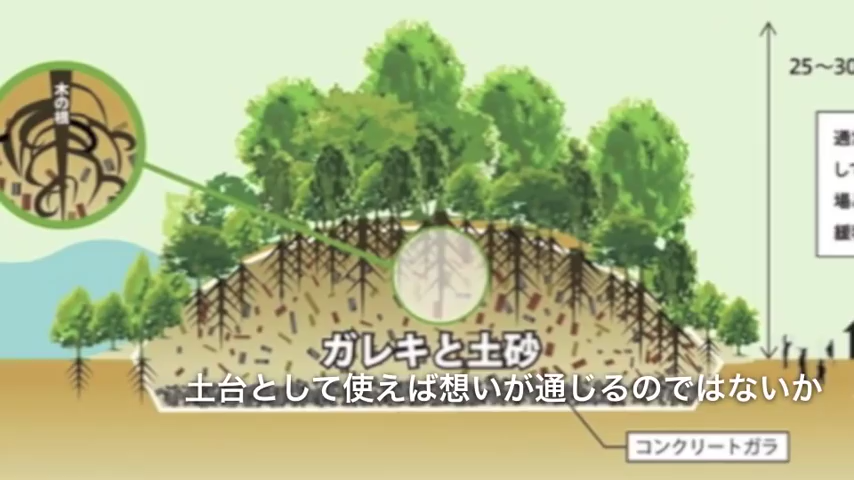 木の根
25〜30
ガレキと土砂
土台として使えば想いが通じるのではないか
コンクリートガラ